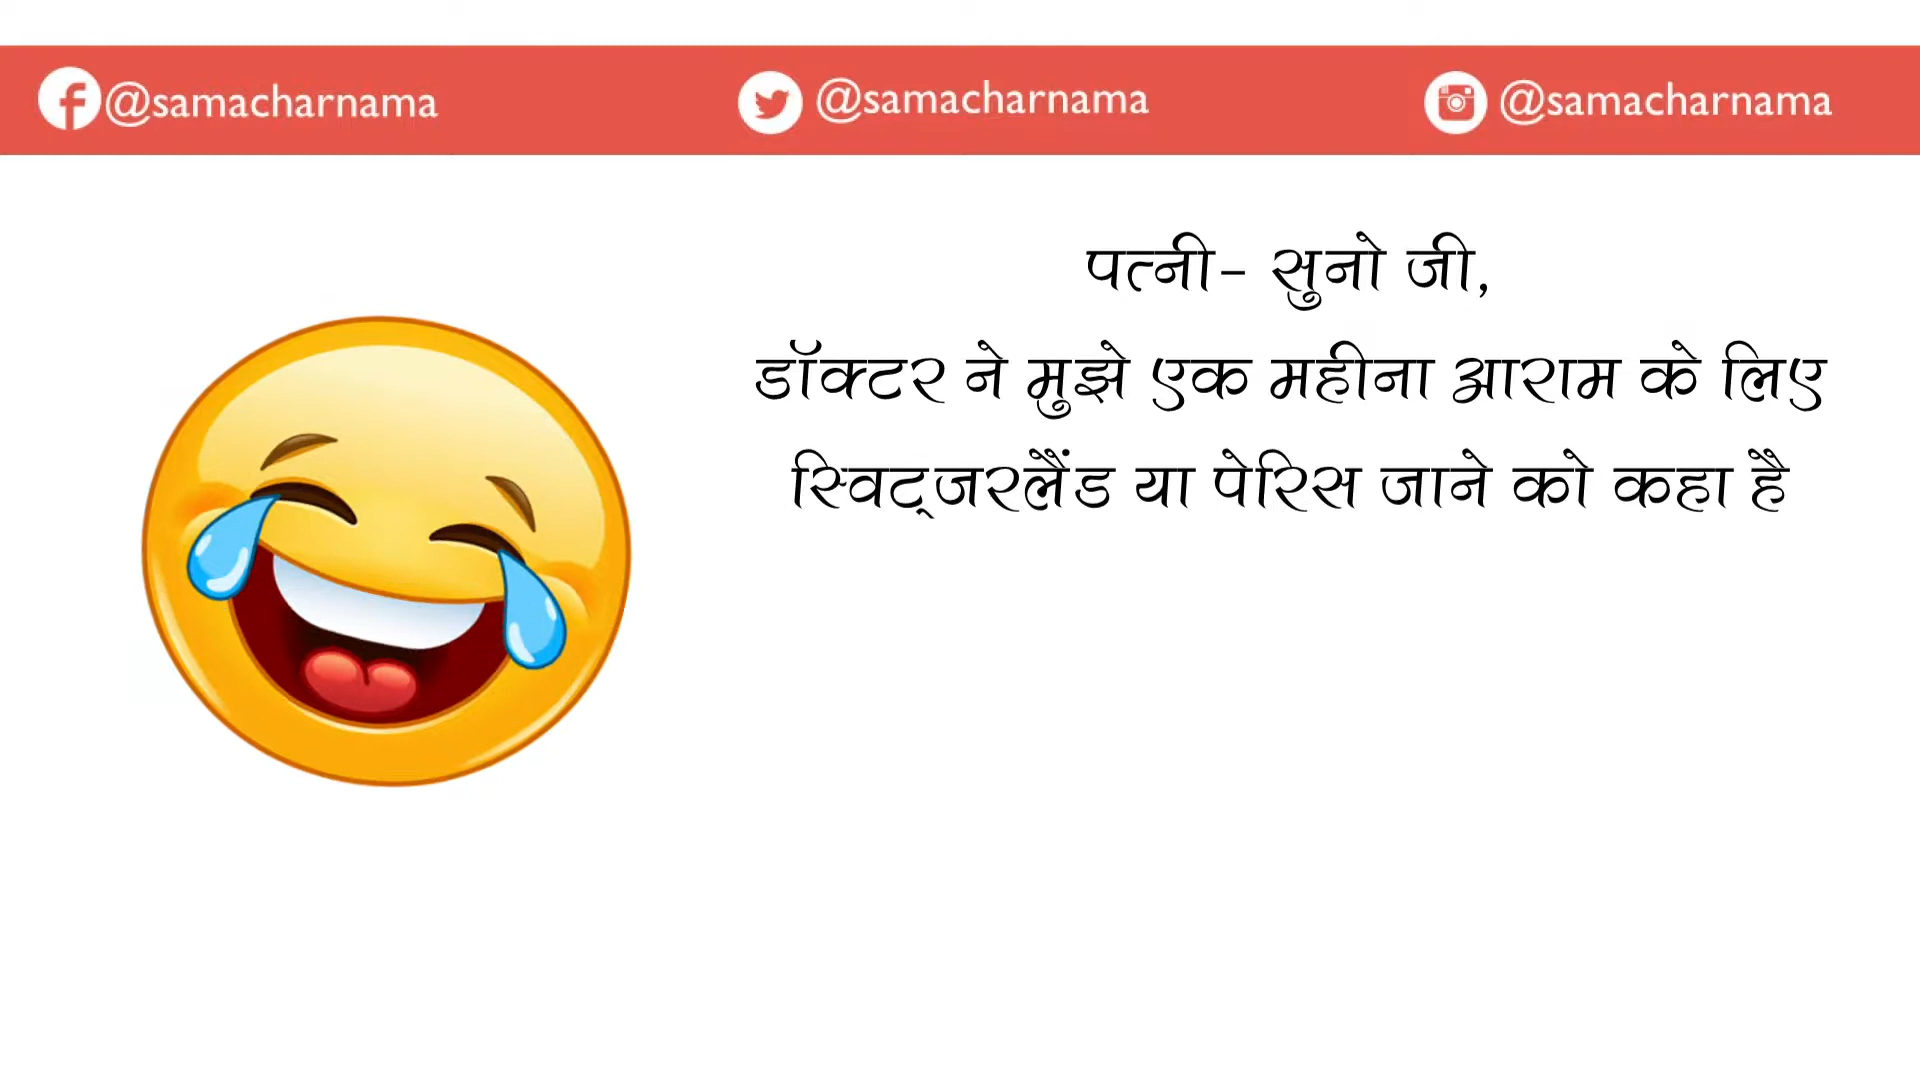 @samacharnama @samacharnama @samacharnama
पत्नी- सुनो जी,
डॉक्टर ने मुझे एक महीना आराम के लिए
स्विट्जरलैंड या पेरिस जाने को कहा है